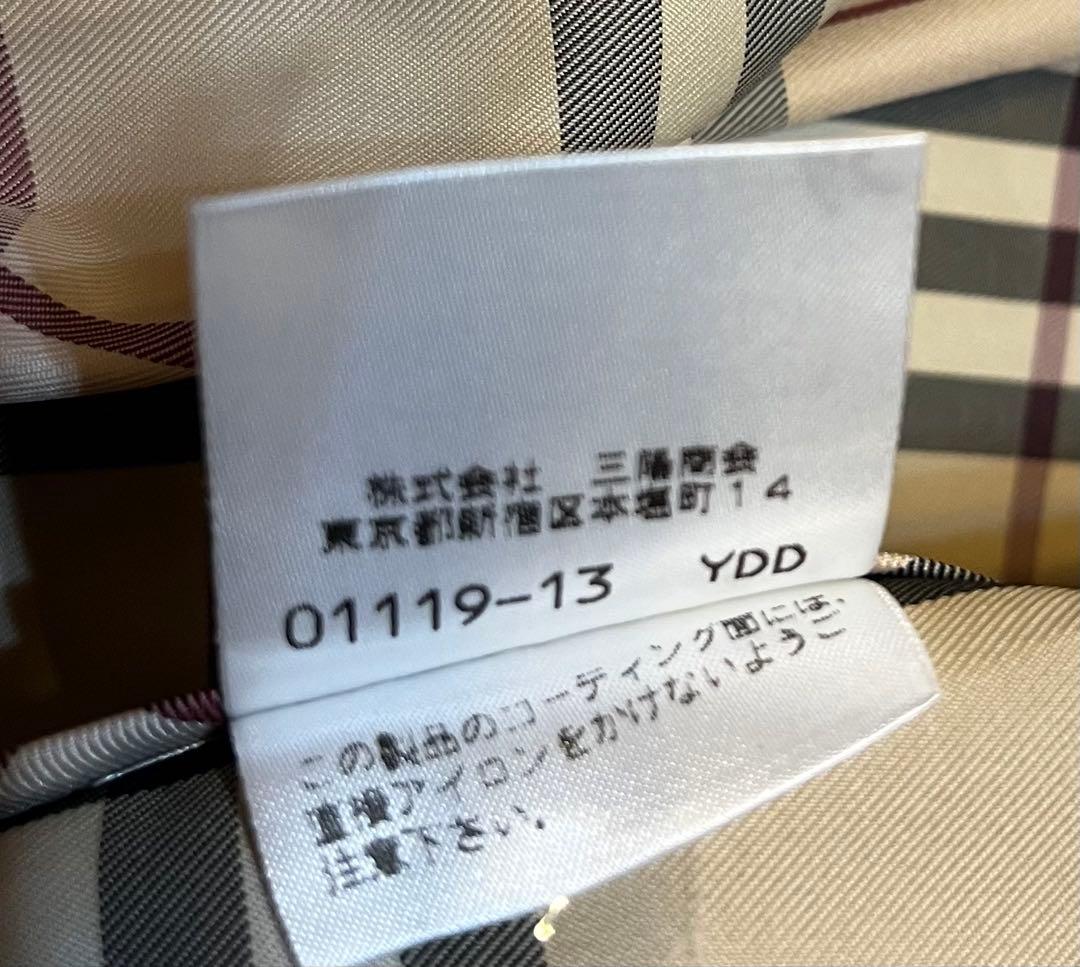 株式会社 三陽商会
東京都新宿区本塩町14
01119-13 YDD
この製品のコーティング面には、
直接アイロンをかけないようご
注意下さい。